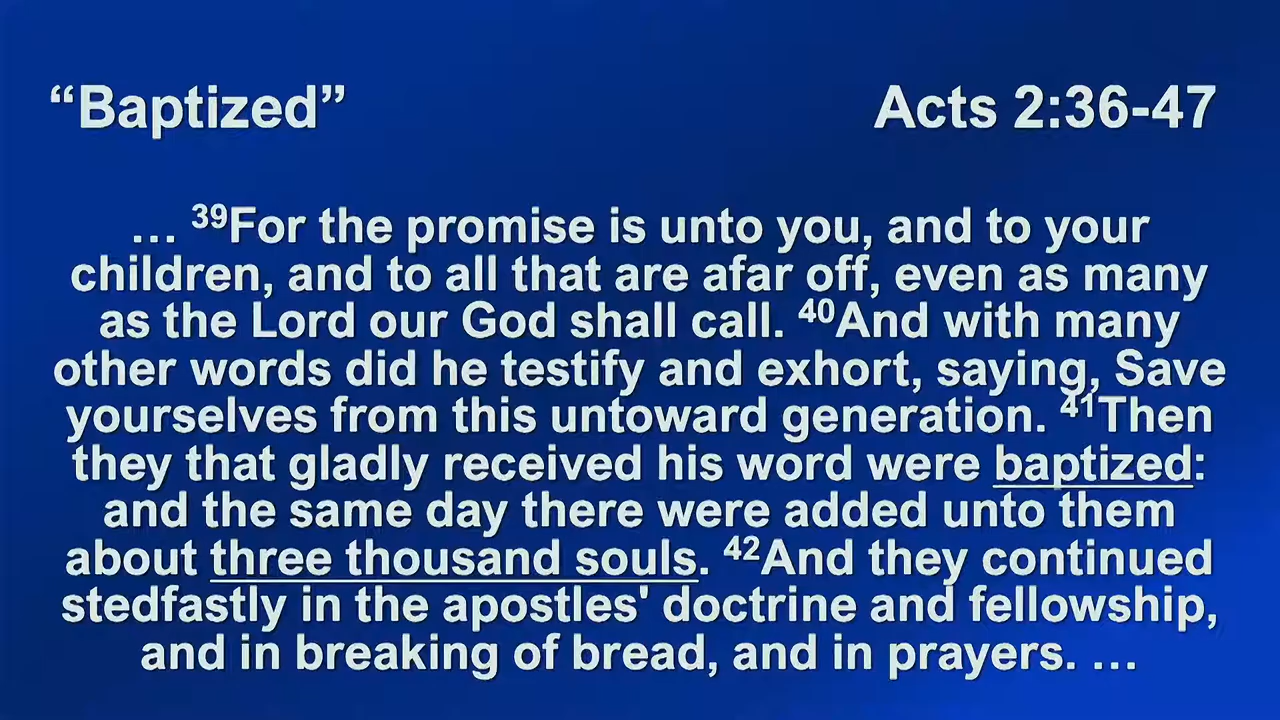 “Baptized” Acts 2:36-47
… ³⁹For the promise is unto you, and to your
children, and to all that are afar off, even as many
as the Lord our God shall call. ⁴⁰And with many
other words did he testify and exhort, saying, Save
yourselves from this untoward generation. ⁴¹Then
they that gladly received his word were baptized:
and the same day there were added unto them
about three thousand souls. ⁴²And they continued
stedfastly in the apostles' doctrine and fellowship,
and in breaking of bread, and in prayers. …